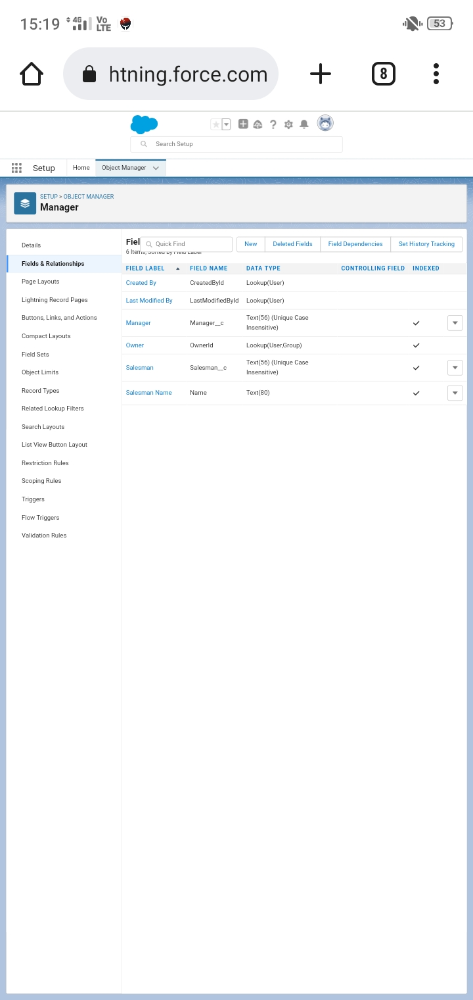 15:19 4G Vo LTE 53
htning.force.com 8
Search Setup
Setup Home Object Manager
SETUP > OBJECT MANAGER
Manager
Details
Fields & Relationships
Page Layouts
Lightning Record Pages
Buttons, Links, and Actions
Compact Layouts
Field Sets
Object Limits
Record Types
Related Lookup Filters
Search Layouts
List View Button Layout
Restriction Rules
Scoping Rules
Triggers
Flow Triggers
Validation Rules
Fiel Quick Find New Deleted Fields Field Dependencies Set History Tracking
6 Items, Sorted by Field Label
FIELD LABEL FIELD NAME DATA TYPE CONTROLLING FIELD INDEXED
Created By CreatedById Lookup(User)
Last Modified By LastModifiedById Lookup(User)
Manager Manager__c Text(56) (Unique Case
Insensitive)
Owner OwnerId Lookup(User,Group)
Salesman Salesman__c Text(56) (Unique Case
Insensitive)
Salesman Name Name Text(80)